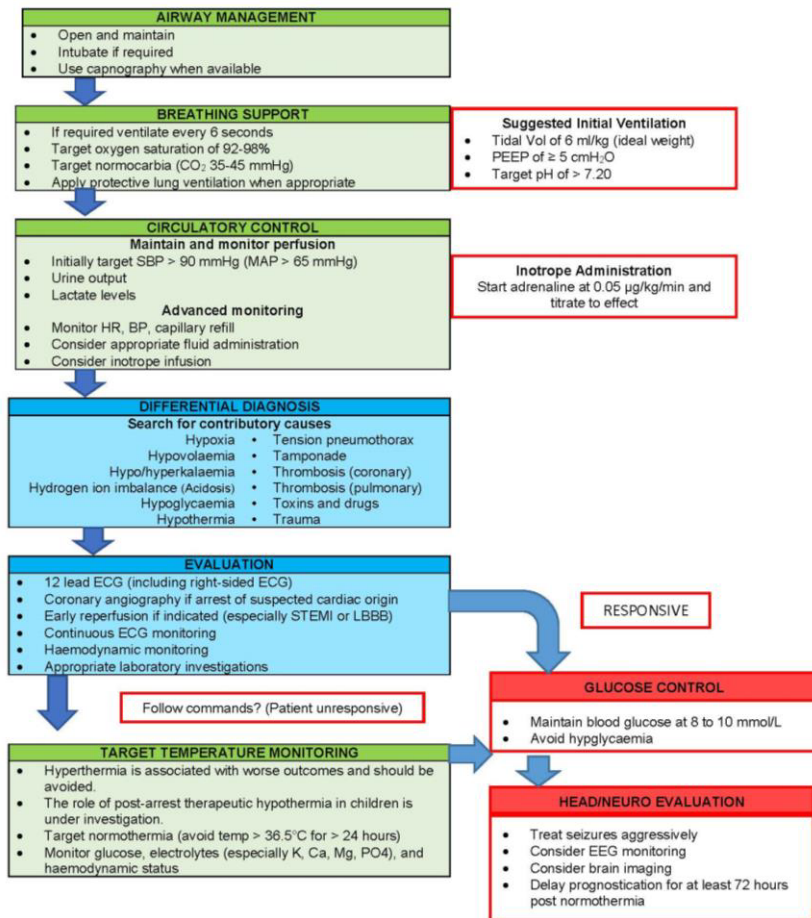 AIRWAY MANAGEMENT
• Open and maintain
• Intubate if required
• Use capnography when available
BREATHING SUPPORT
• If required ventilate every 6 seconds
• Target oxygen saturation of 92-98%
• Target normocarbia (CO₂ 35-45 mmHg)
• Apply protective lung ventilation when appropriate
Suggested Initial Ventilation
• Tidal Vol of 6 ml/kg (ideal weight)
• PEEP of ≥ 5 cmH₂O
• Target pH of > 7.20
CIRCULATORY CONTROL
Maintain and monitor perfusion
• Initially target SBP > 90 mmHg (MAP > 65 mmHg)
• Urine output
• Lactate levels
Advanced monitoring
• Monitor HR, BP, capillary refill
• Consider appropriate fluid administration
• Consider inotrope infusion
Inotrope Administration
Start adrenaline at 0.05 µg/kg/min and
titrate to effect
DIFFERENTIAL DIAGNOSIS
Search for contributory causes
Hypoxia • Tension pneumothorax
Hypovolaemia • Tamponade
Hypo/hyperkalaemia • Thrombosis (coronary)
Hydrogen ion imbalance (Acidosis) • Thrombosis (pulmonary)
Hypoglycaemia • Toxins and drugs
Hypothermia • Trauma
EVALUATION
• 12 lead ECG (including right-sided ECG)
• Coronary angiography if arrest of suspected cardiac origin
• Early reperfusion if indicated (especially STEMI or LBBB)
• Continuous ECG monitoring
• Haemodynamic monitoring
• Appropriate laboratory investigations
RESPONSIVE
Follow commands? (Patient unresponsive)
GLUCOSE CONTROL
• Maintain blood glucose at 8 to 10 mmol/L
• Avoid hypglycaemia
TARGET TEMPERATURE MONITORING
• Hyperthermia is associated with worse outcomes and should be
avoided.
• The role of post-arrest therapeutic hypothermia in children is
under investigation.
• Target normothermia (avoid temp > 36.5°C for > 24 hours)
• Monitor glucose, electrolytes (especially K, Ca, Mg, PO4), and
haemodynamic status
HEAD/NEURO EVALUATION
• Treat seizures aggressively
• Consider EEG monitoring
• Consider brain imaging
• Delay prognostication for at least 72 hours
post normothermia